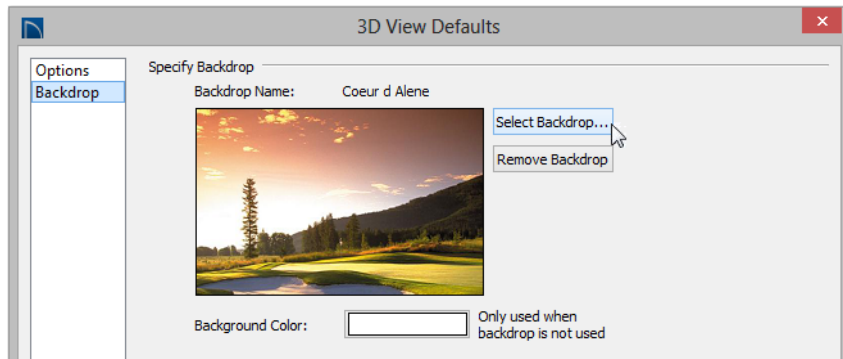 3D View Defaults
Options
Backdrop
Specify Backdrop
Backdrop Name: Coeur d Alene
Select Backdrop...
Remove Backdrop
Background Color:
Only used when
backdrop is not used